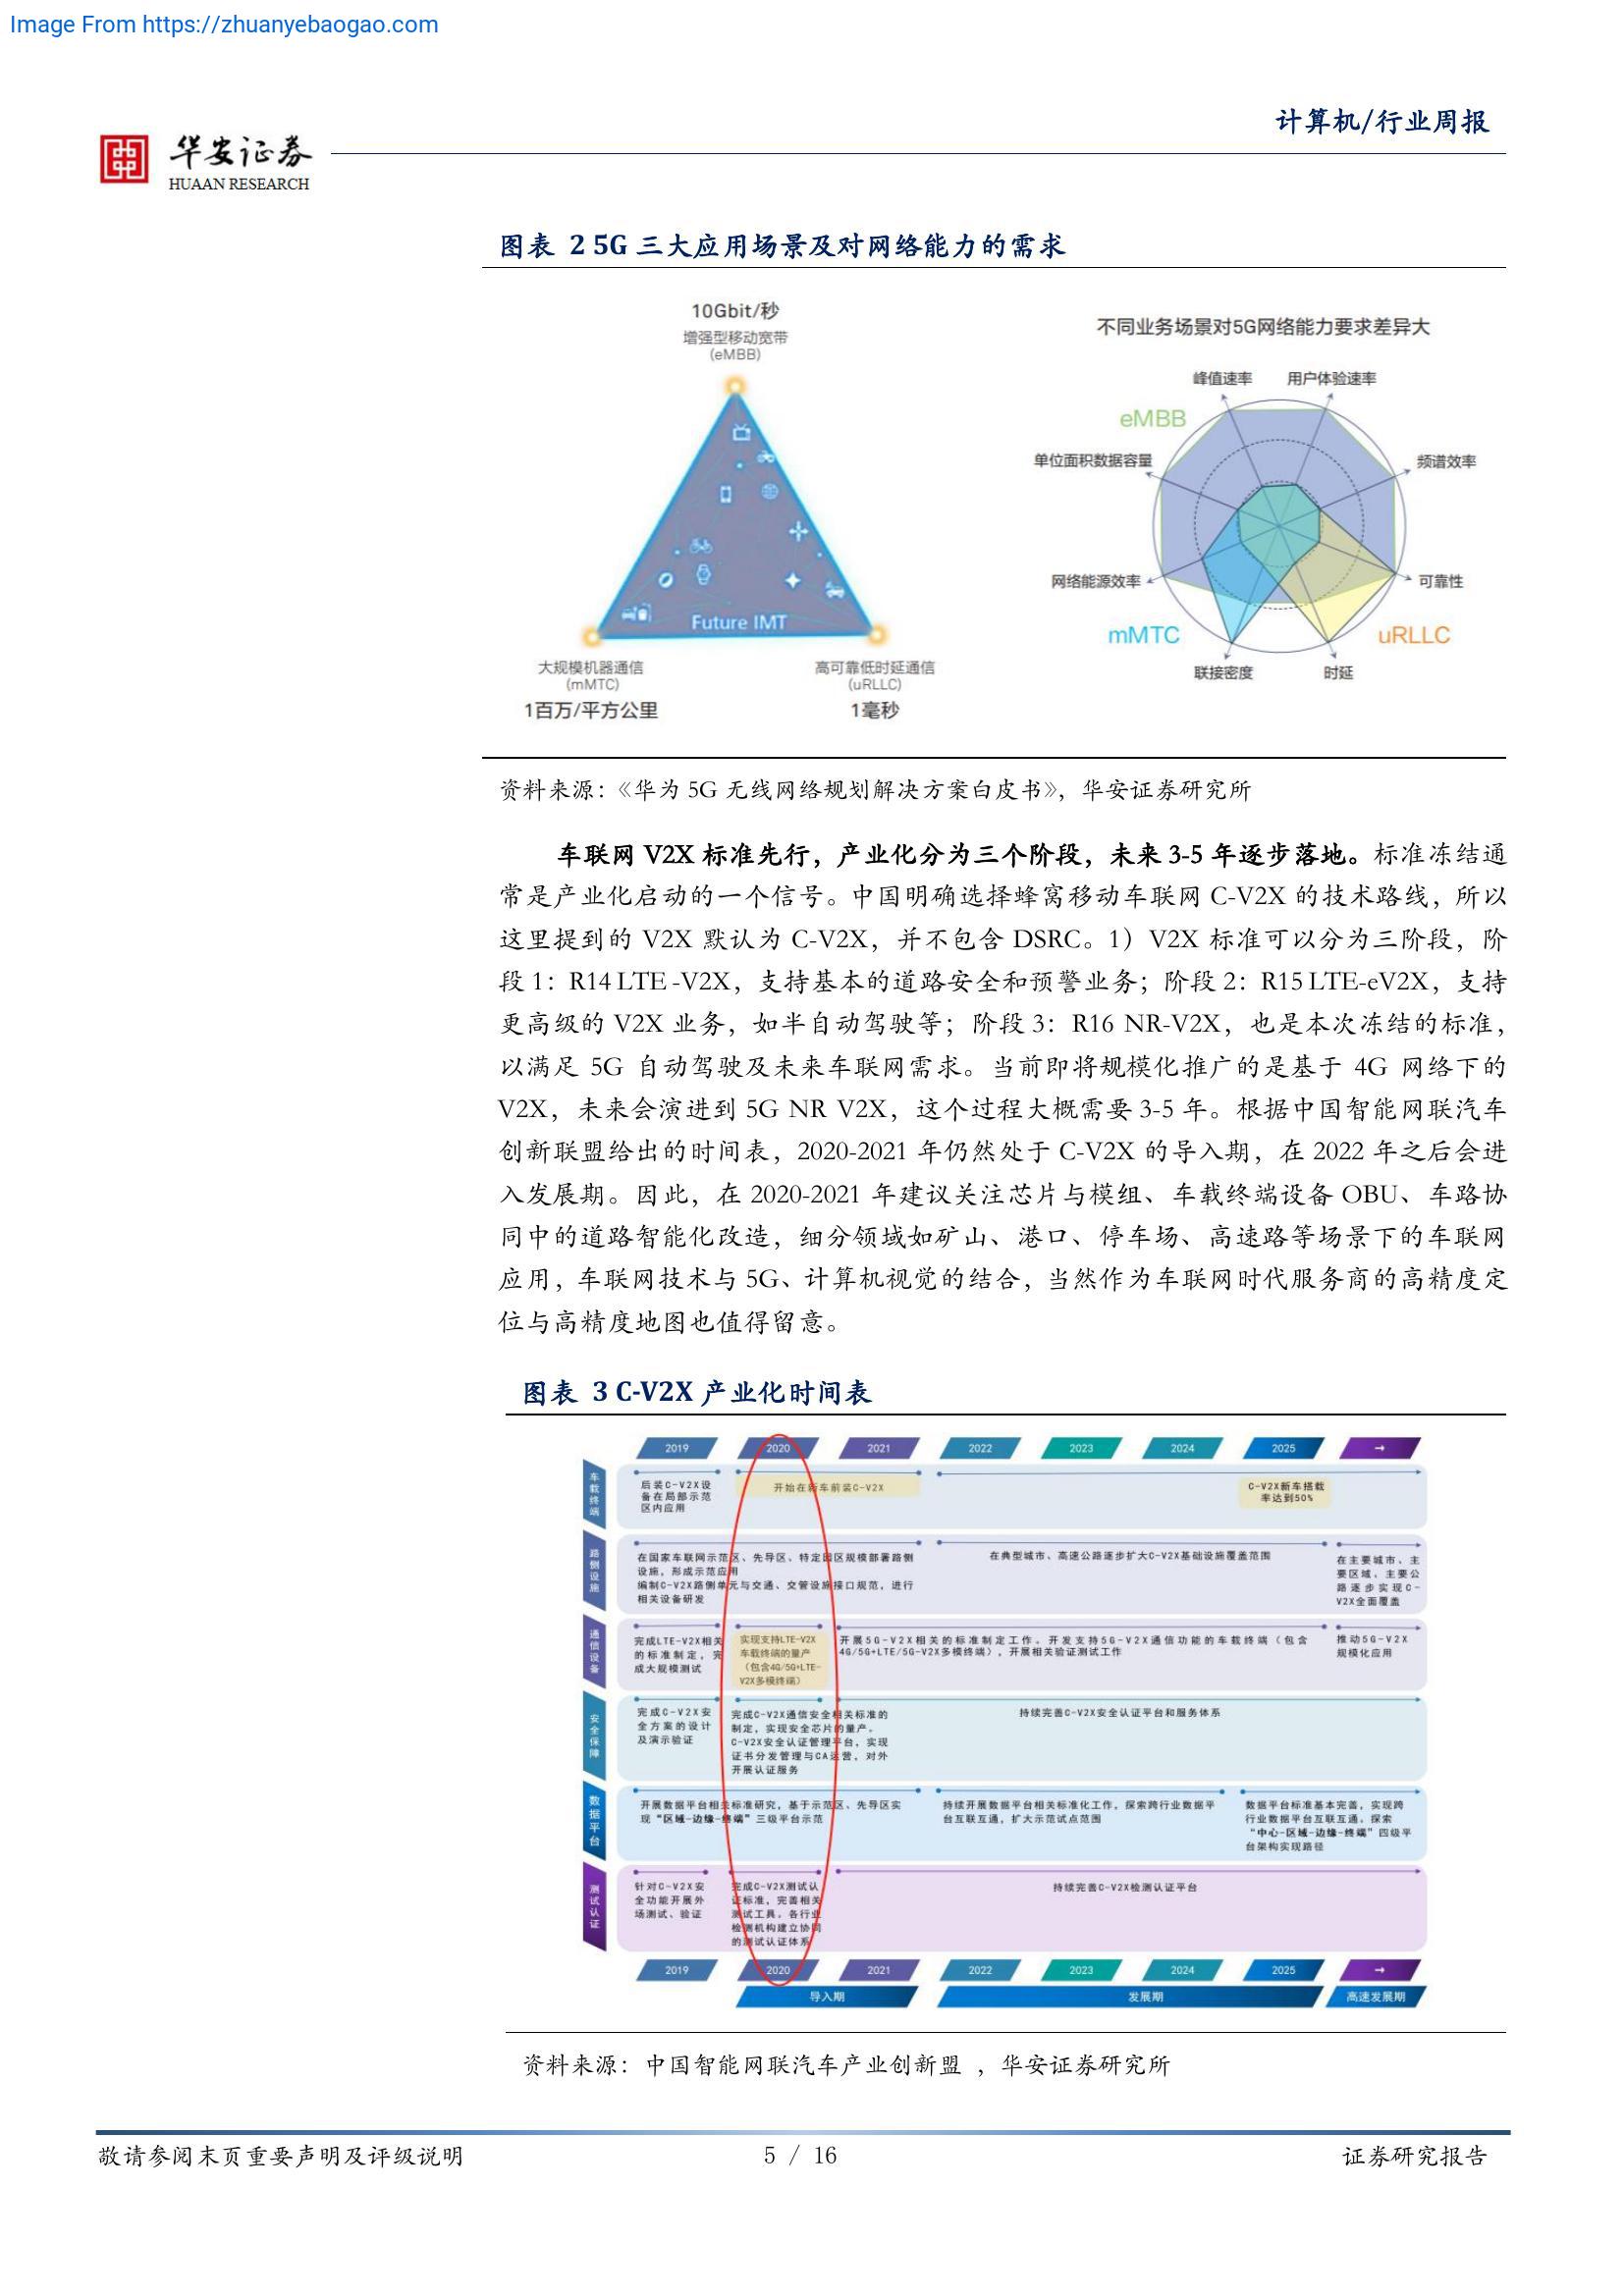 Image From https://zhuanyebaogao.com
计算机/行业周报
华安证券
HUAAN RESEARCH
图表 2 5G 三大应用场景及对网络能力的需求
10Gbit/秒
增强型移动宽带
(eMBB)
Future IMT
大规模机器通信
(mMTC)
1百万/平方公里
高可靠低时延通信
(uRLLC)
1毫秒
不同业务场景对5G网络能力要求差异大
峰值速率
用户体验速率
eMBB
单位面积数据容量
频谱效率
网络能源效率
可靠性
mMTC
uRLLC
联接密度
时延
资料来源：《华为 5G 无线网络规划解决方案白皮书》，华安证券研究所
车联网 V2X 标准先行，产业化分为三个阶段，未来 3-5 年逐步落地。标准冻结通
常是产业化启动的一个信号。中国明确选择蜂窝移动车联网 C-V2X 的技术路线，所以
这里提到的 V2X 默认为 C-V2X，并不包含 DSRC。1）V2X 标准可以分为三阶段，阶
段 1：R14 LTE -V2X，支持基本的道路安全和预警业务；阶段 2：R15 LTE-eV2X，支持
更高级的 V2X 业务，如半自动驾驶等；阶段 3：R16 NR-V2X，也是本次冻结的标准，
以满足 5G 自动驾驶及未来车联网需求。当前即将规模化推广的是基于 4G 网络下的
V2X，未来会演进到 5G NR V2X，这个过程大概需要 3-5 年。根据中国智能网联汽车
创新联盟给出的时间表，2020-2021 年仍然处于 C-V2X 的导入期，在 2022 年之后会进
入发展期。因此，在 2020-2021 年建议关注芯片与模组、车载终端设备 OBU、车路协
同中的道路智能化改造，细分领域如矿山、港口、停车场、高速路等场景下的车联网
应用，车联网技术与 5G、计算机视觉的结合，当然作为车联网时代服务商的高精度定
位与高精度地图也值得留意。
图表 3 C-V2X 产业化时间表
2019 2020 2021 2022 2023 2024 2025 →
车载终端
后装C-V2X设
备在局部示范
区内应用
开始在新车前装C-V2X
C-V2X新车搭载
率达到50%
路侧设施
在国家车联网示范区、先导区、特定园区规模部署路侧
设施，形成示范应用
编制C-V2X路侧单元与交通、交管设施接口规范，进行
相关设备研发
在典型城市、高速公路逐步扩大C-V2X基础设施覆盖范围
在主要城市、主
要区域、主要公
路逐步实现C-
V2X全面覆盖
通信设备
完成LTE-V2X相关
的标准制定，完
成大规模测试
实现支持LTE-V2X
车载终端的量产
（包含4G/5G+LTE-
V2X多模终端）
开展5G-V2X相关的标准制定工作。开发支持5G-V2X通信功能的车载终端（包含
4G/5G+LTE/5G-V2X多模终端），开展相关验证测试工作
推动5G-V2X
规模化应用
安全保障
完成C-V2X安
全方案的设计
及演示验证
完成C-V2X通信安全相关标准的
制定，实现安全芯片的量产。
C-V2X安全认证管理平台，实现
证书分发管理与CA运营，对外
开展认证服务
持续完善C-V2X安全认证平台和服务体系
数据平台
开展数据平台相关标准研究，基于示范区、先导区实
现“区域-边缘-终端”三级平台示范
持续开展数据平台相关标准化工作，探索跨行业数据平
台互联互通，扩大示范试点范围
数据平台标准基本完善，实现跨
行业数据平台互联互通，探索
“中心-区域-边缘-终端”四级平
台架构实现路径
测试认证
针对C-V2X安
全功能开展外
场测试、验证
完成C-V2X测试认
证标准，完善相关
测试工具。各行业
检测机构建立协同
的测试认证体系
持续完善C-V2X检测认证平台
2019 2020 2021 2022 2023 2024 2025 →
导入期 发展期 高速发展期
资料来源：中国智能网联汽车产业创新盟 ，华安证券研究所
敬请参阅末页重要声明及评级说明
5 / 16
证券研究报告